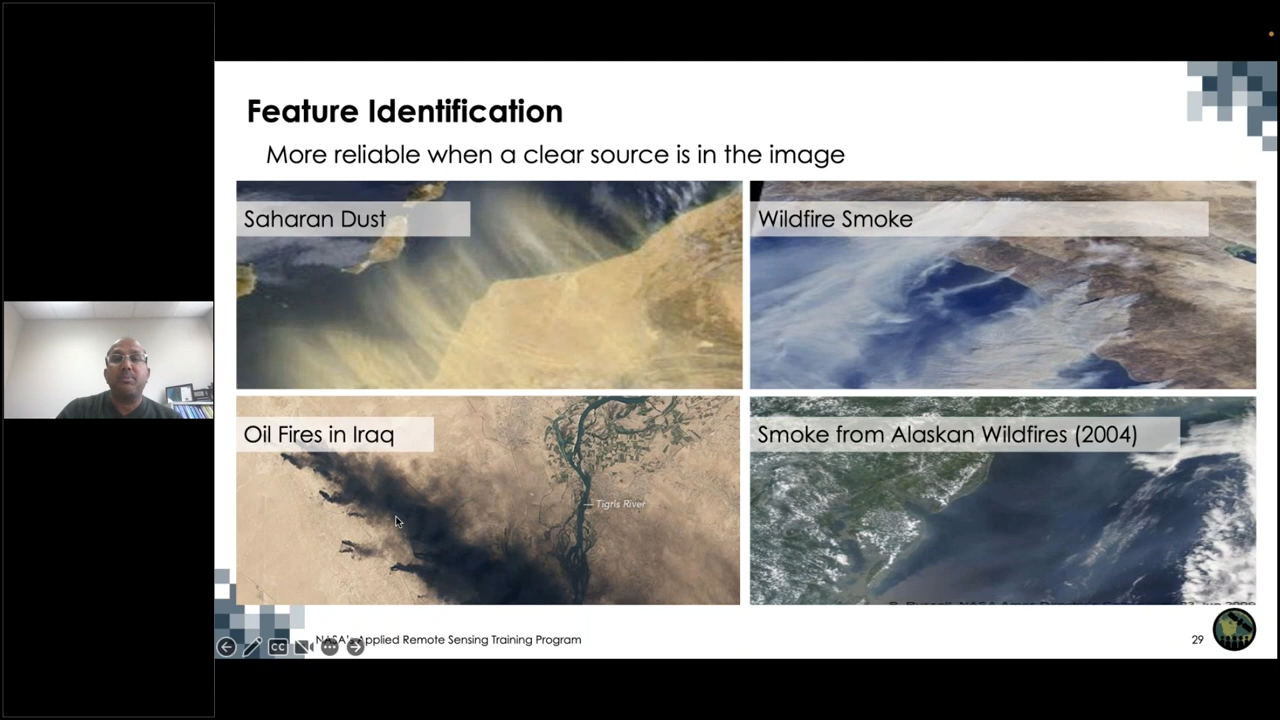 Feature Identification
More reliable when a clear source is in the image
Saharan Dust
Wildfire Smoke
Oil Fires in Iraq
Tigris River
Smoke from Alaskan Wildfires (2004)
CC
NASA's Applied Remote Sensing Training Program
29